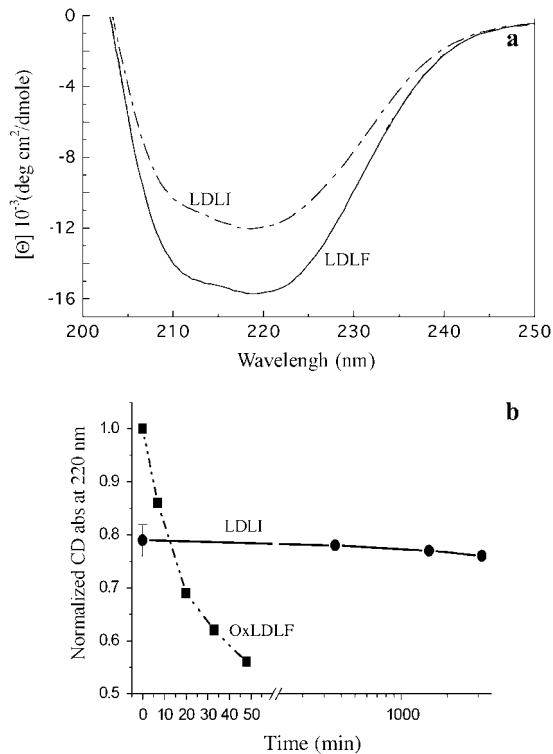 0
a
-4
-8
-12
-16
[Θ] 10⁻³(deg cm²/dmole)
LDLI
LDLF
200 210 220 230 240 250
Wavelengh (nm)
b
1.0
0.9
0.8
0.7
0.6
0.5
Normalized CD abs at 220 nm
LDLI
OxLDLF
0 10 20 30 40 50 1000
Time (min)